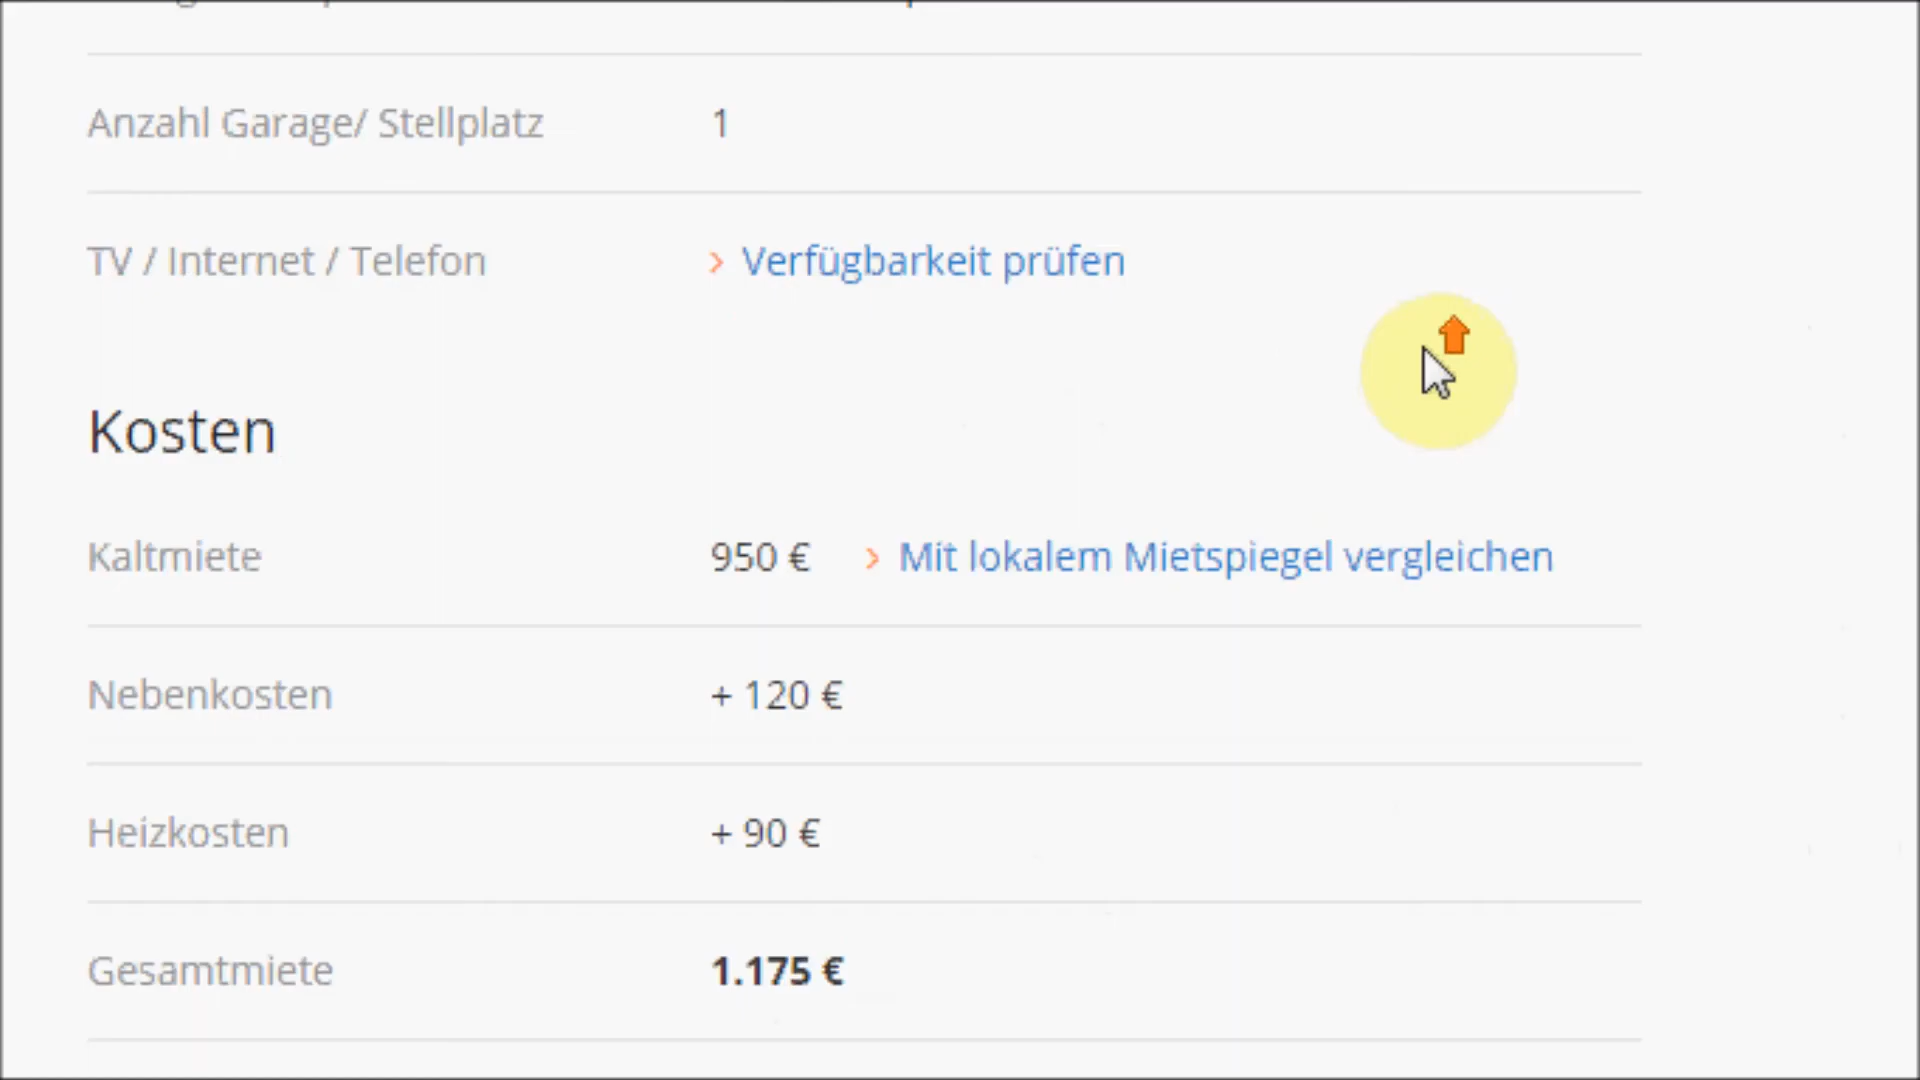 Anzahl Garage/ Stellplatz 1
TV / Internet / Telefon › Verfügbarkeit prüfen
Kosten
Kaltmiete 950 € › Mit lokalem Mietspiegel vergleichen
Nebenkosten + 120 €
Heizkosten + 90 €
Gesamtmiete 1.175 €